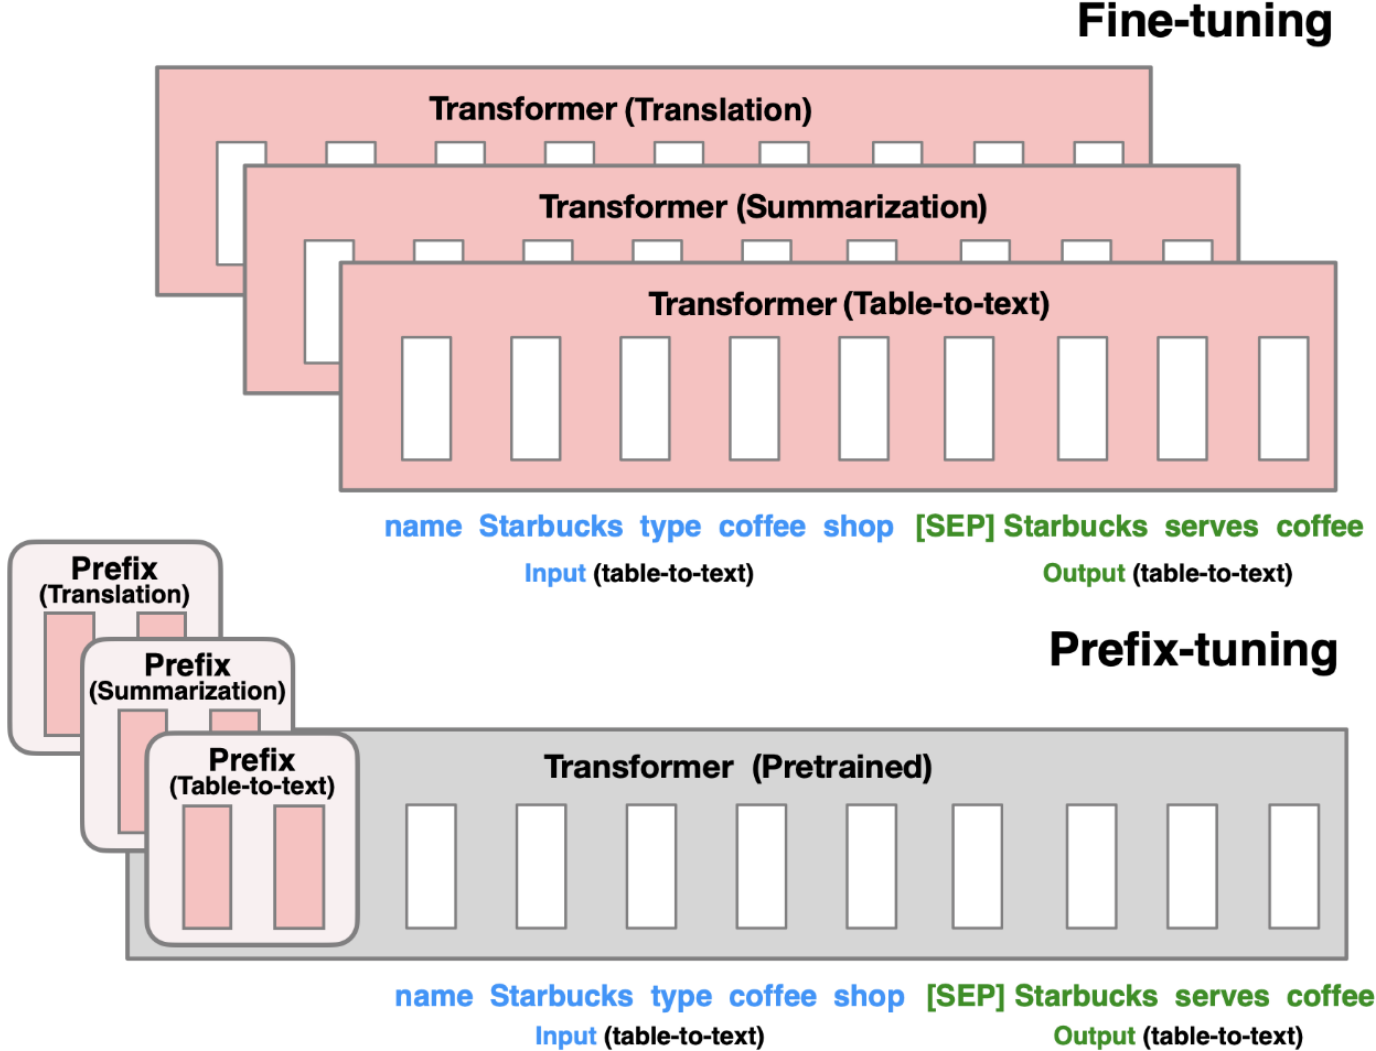 Fine-tuning
Transformer (Translation)
Transformer (Summarization)
Transformer (Table-to-text)
name Starbucks type coffee shop [SEP] Starbucks serves coffee
Input (table-to-text) Output (table-to-text)
Prefix-tuning
Prefix
(Translation)
Prefix
(Summarization)
Prefix
(Table-to-text)
Transformer (Pretrained)
name Starbucks type coffee shop [SEP] Starbucks serves coffee
Input (table-to-text) Output (table-to-text)